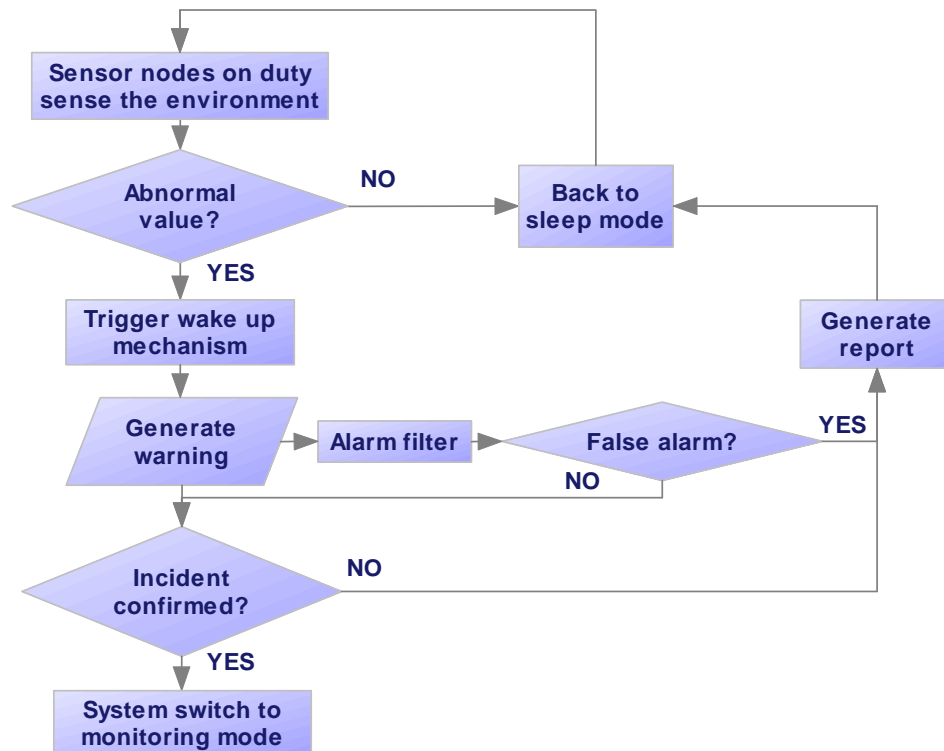 Sensor nodes on duty
sense the environment
Abnormal
value?
NO
Back to
sleep mode
YES
Trigger wake up
mechanism
Generate
report
Generate
warning
Alarm filter
False alarm?
YES
NO
Incident
confirmed?
NO
YES
System switch to
monitoring mode